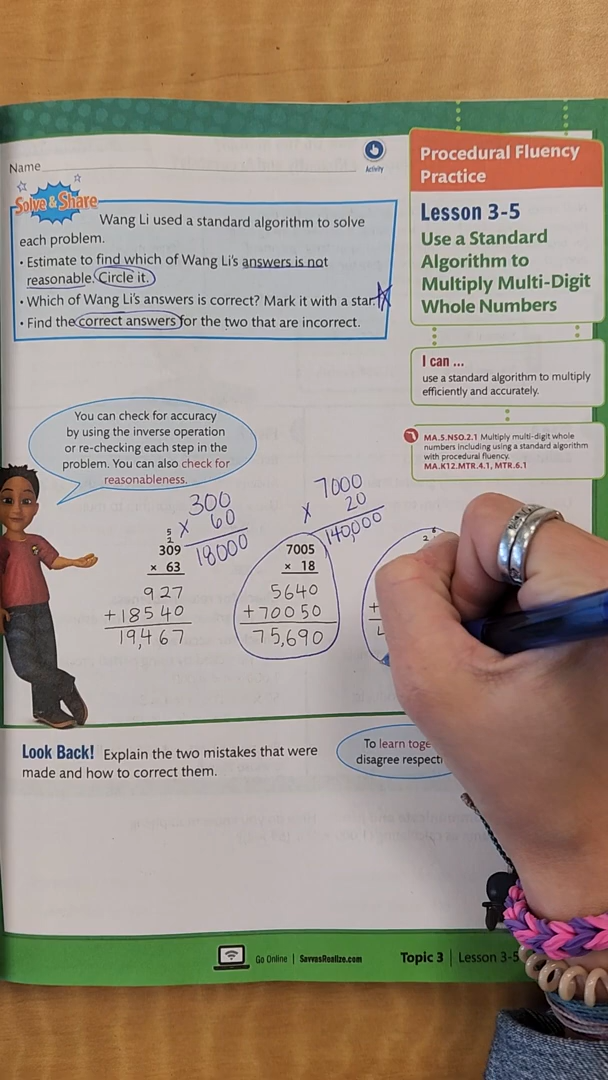 Name
Activity
Solve & Share
Wang Li used a standard algorithm to solve
each problem.
• Estimate to find which of Wang Li's answers is not
reasonable. Circle it.
• Which of Wang Li's answers is correct? Mark it with a star.
• Find the correct answers for the two that are incorrect.
Procedural Fluency
Practice
Lesson 3-5
Use a Standard
Algorithm to
Multiply Multi-Digit
Whole Numbers
I can ...
use a standard algorithm to multiply
efficiently and accurately.
MA.5.NSO.2.1 Multiply multi-digit whole
numbers including using a standard algorithm
with procedural fluency.
MA.K12.MTR.4.1, MTR.6.1
You can check for accuracy
by using the inverse operation
or re-checking each step in the
problem. You can also check for
reasonableness.
300
x 60
18000
5
2
309
× 63
927
+18540
19,467
7000
x 20
140,000
7005
× 18
5640
+70050
75,690
2 6
+
Look Back! Explain the two mistakes that were
made and how to correct them.
To learn
disagree
Go Online | SavvasRealize.com
Topic 3 | Lesson 3-5